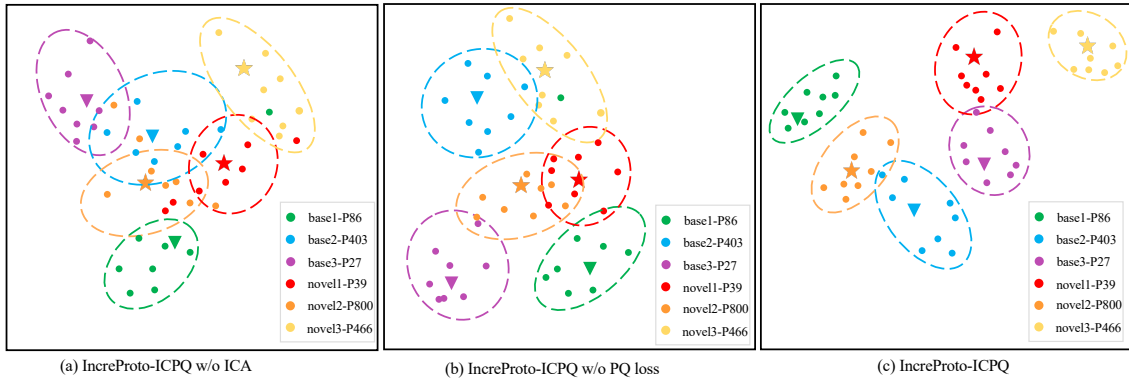 base1-P86
base2-P403
base3-P27
novel1-P39
novel2-P800
novel3-P466
(a) IncreProto-ICPQ w/o ICA
base1-P86
base2-P403
base3-P27
novel1-P39
novel2-P800
novel3-P466
(b) IncreProto-ICPQ w/o PQ loss
base1-P86
base2-P403
base3-P27
novel1-P39
novel2-P800
novel3-P466
(c) IncreProto-ICPQ